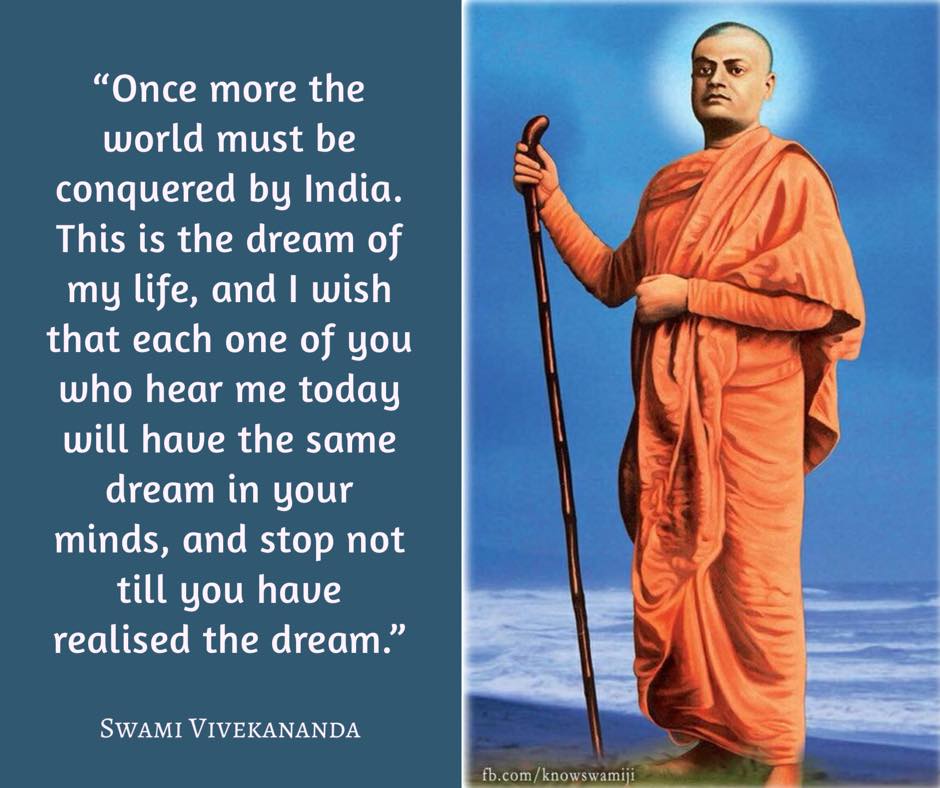 “Once more the
world must be
conquered by India.
This is the dream of
my life, and I wish
that each one of you
who hear me today
will have the same
dream in your
minds, and stop not
till you have
realised the dream.”
Swami Vivekananda
fb.com/knowswamiji